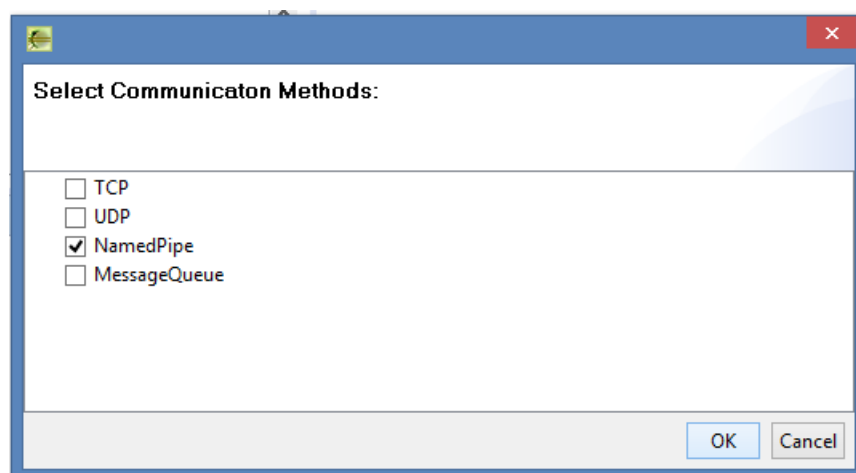 Select Communicaton Methods:
TCP
UDP
NamedPipe
MessageQueue
OK Cancel